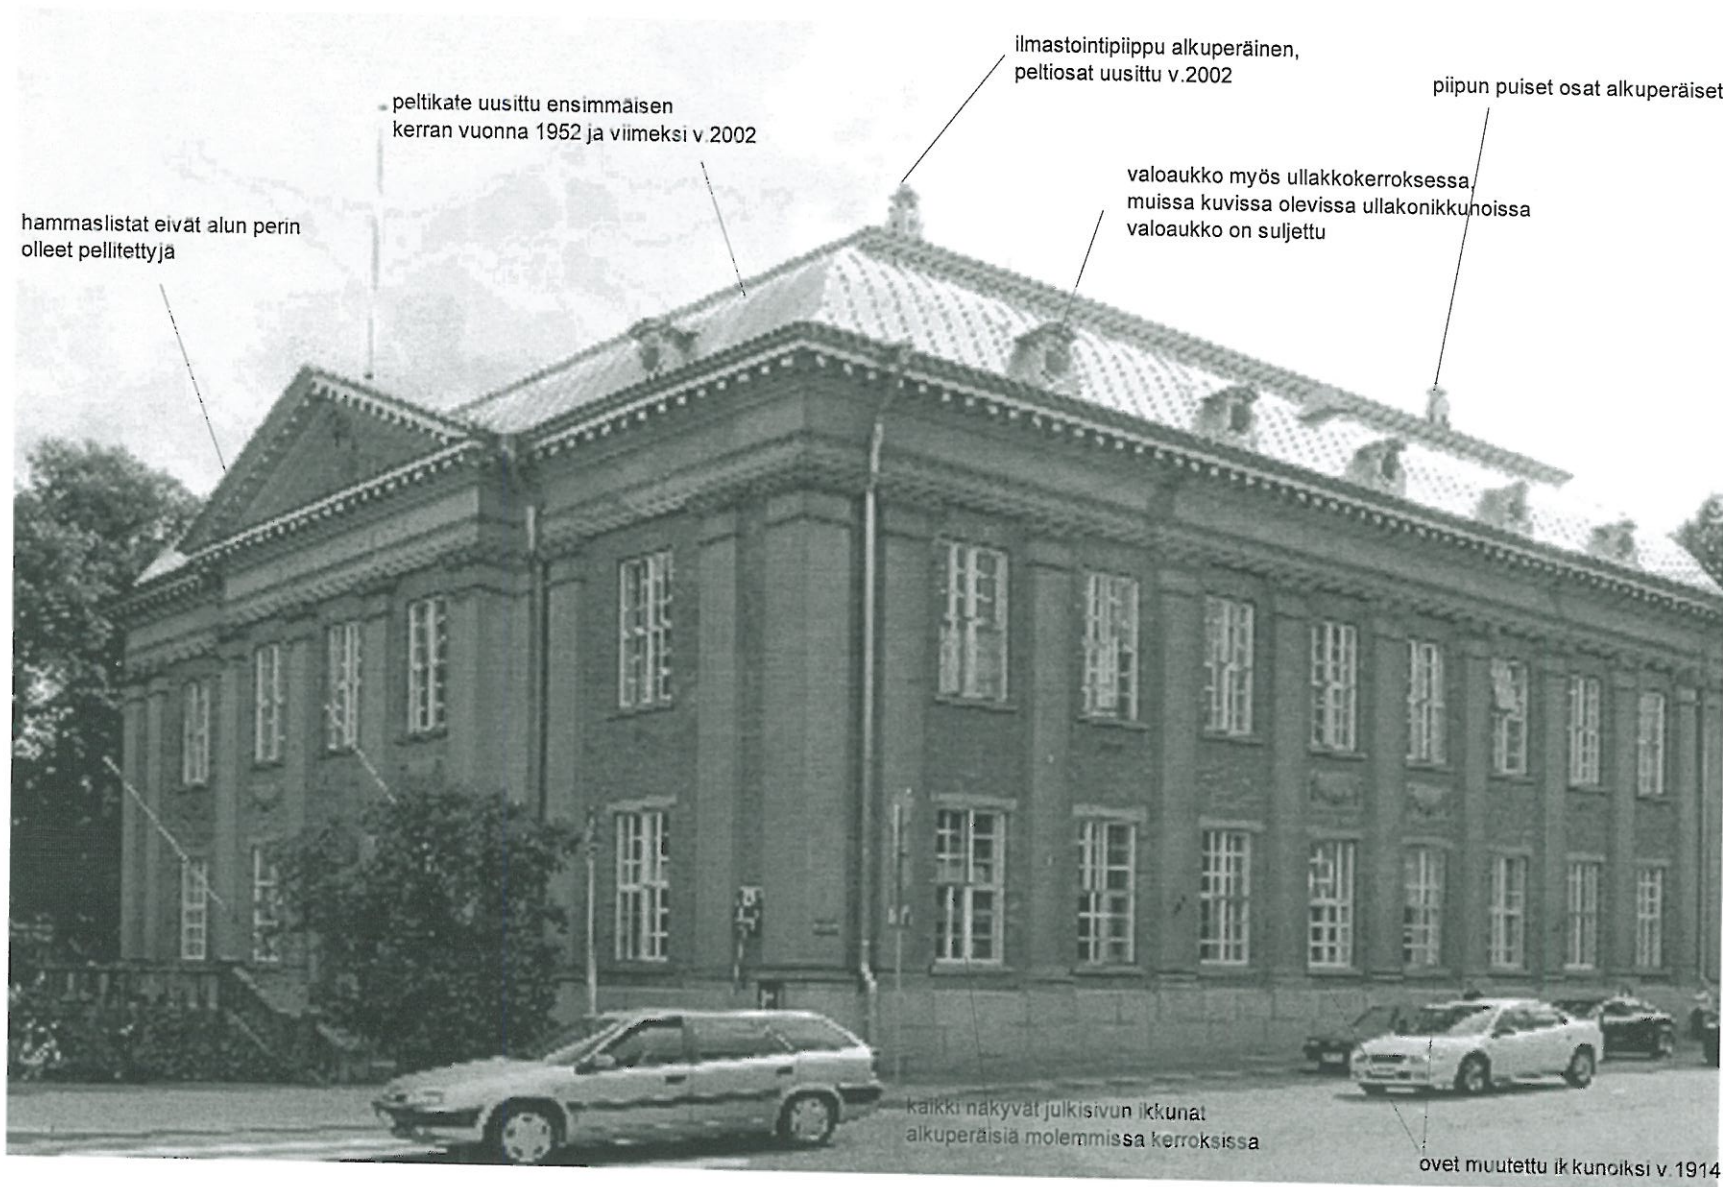 ilmastointipiippu alkuperäinen,
peltiosat uusittu v.2002
piipun puiset osat alkuperäiset
peltikate uusittu ensimmäisen
kerran vuonna 1952 ja viimeksi v.2002
valoaukko myös ullakkokerroksessa,
muissa kuvissa olevissa ullakonikkunoissa
valoaukko on suljettu
hammaslistat eivät alun perin
olleet pellitettyjä
kaikki näkyvät julkisivun ikkunat
alkuperäisiä molemmissa kerroksissa
ovet muutettu ikkunoiksi v.1914